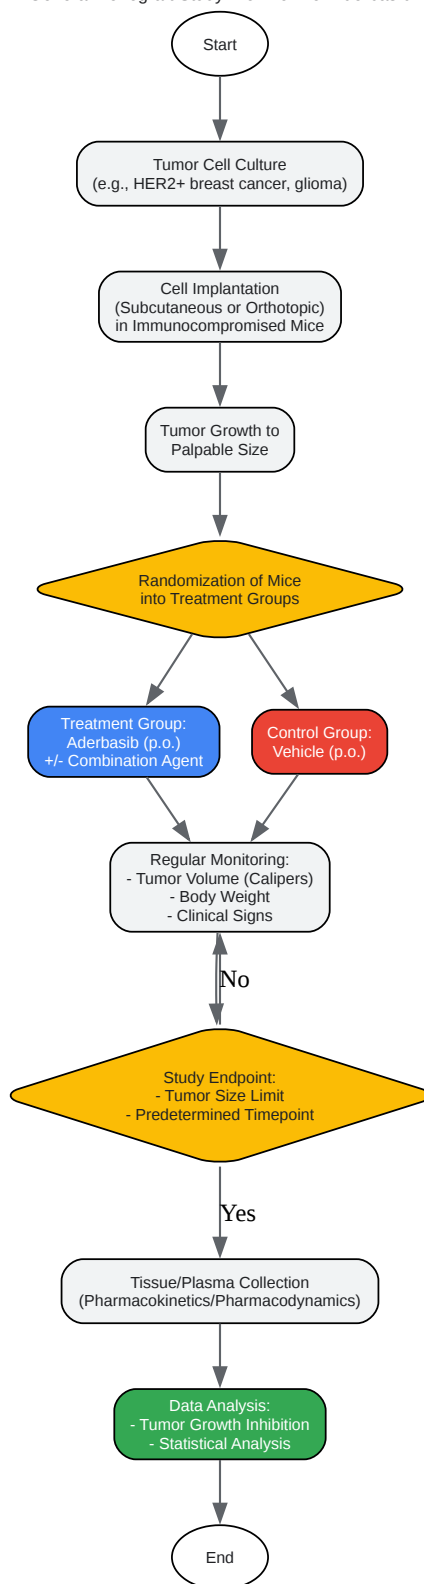 Start
Tumor Cell Culture
(e.g., HER2+ breast cancer, glioma)
Cell Implantation
(Subcutaneous or Orthotopic)
in Immunocompromised Mice
Tumor Growth to
Palpable Size
Randomization of Mice
into Treatment Groups
Treatment Group:
Aderbasib (p.o.)
+/- Combination Agent
Control Group:
Vehicle (p.o.)
Regular Monitoring:
- Tumor Volume (Calipers)
- Body Weight
- Clinical Signs
No
Study Endpoint:
- Tumor Size Limit
- Predetermined Timepoint
Yes
Tissue/Plasma Collection
(Pharmacokinetics/Pharmacodynamics)
Data Analysis:
- Tumor Growth Inhibition
- Statistical Analysis
End